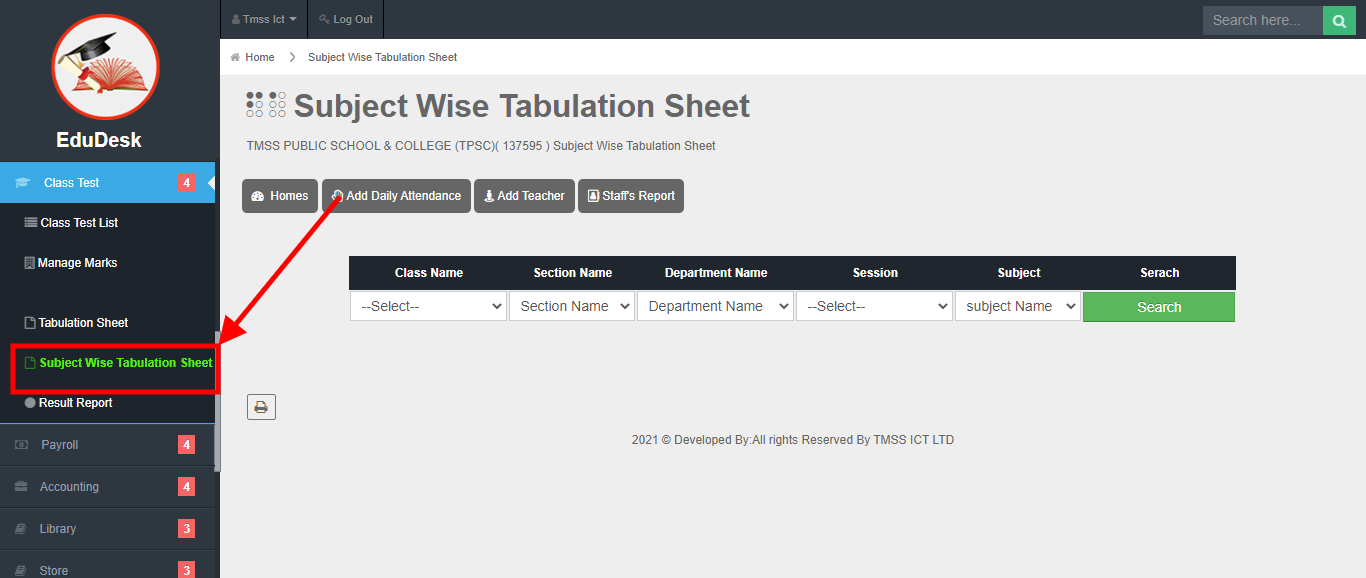 Tmss Ict
Log Out
Search here...
EduDesk
Home
Subject Wise Tabulation Sheet
Subject Wise Tabulation Sheet
TMSS PUBLIC SCHOOL & COLLEGE (TPSC)( 137595 ) Subject Wise Tabulation Sheet
Class Test 4
Class Test List
Manage Marks
Tabulation Sheet
Subject Wise Tabulation Sheet
Result Report
Payroll 4
Accounting 4
Library 3
Store 3
Homes
Add Daily Attendance
Add Teacher
Staff's Report
Class Name Section Name Department Name Session Subject Serach
--Select-- Section Name Department Name --Select-- subject Name Search
2021 © Developed By:All rights Reserved By TMSS ICT LTD